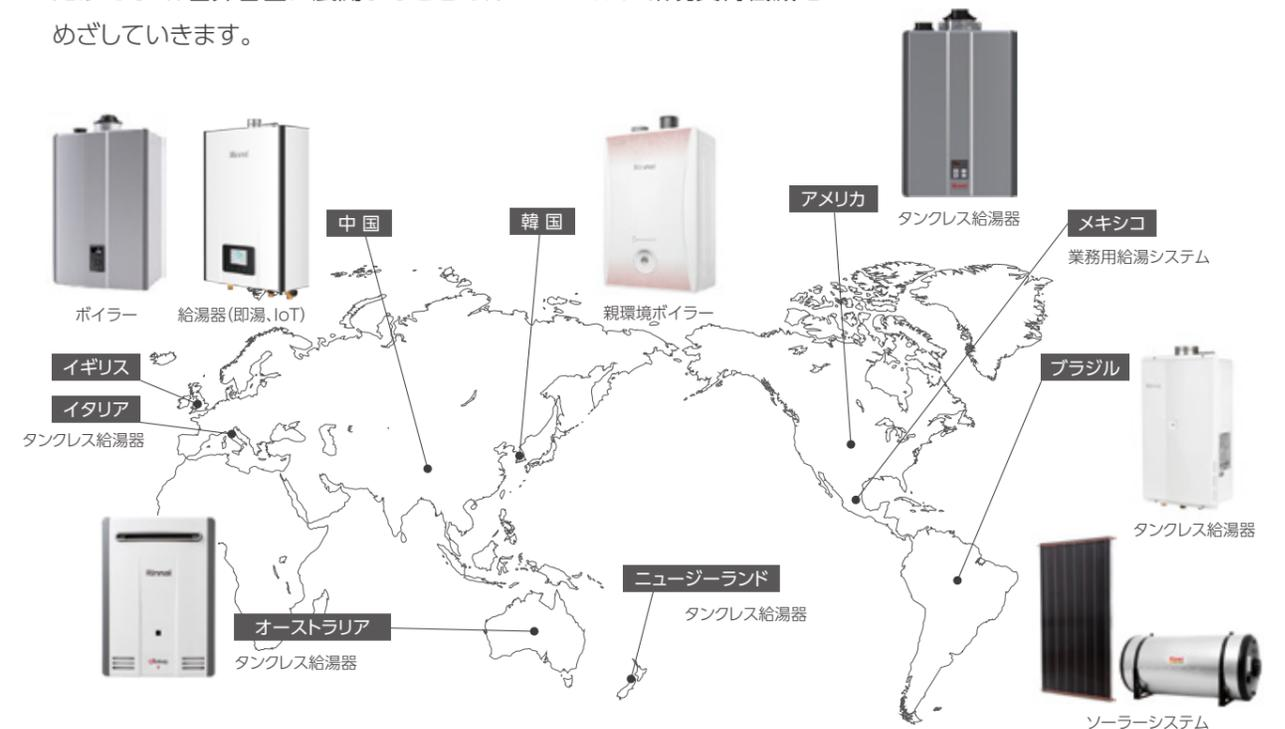 めざしていきます。
中 国
韓 国
アメリカ
タンクレス給湯器
メキシコ
業務用給湯システム
ボイラー
給湯器（即湯、IoT）
親環境ボイラー
イギリス
イタリア
タンクレス給湯器
ブラジル
タンクレス給湯器
Rinnai
ニュージーランド
タンクレス給湯器
オーストラリア
タンクレス給湯器
ソーラーシステム